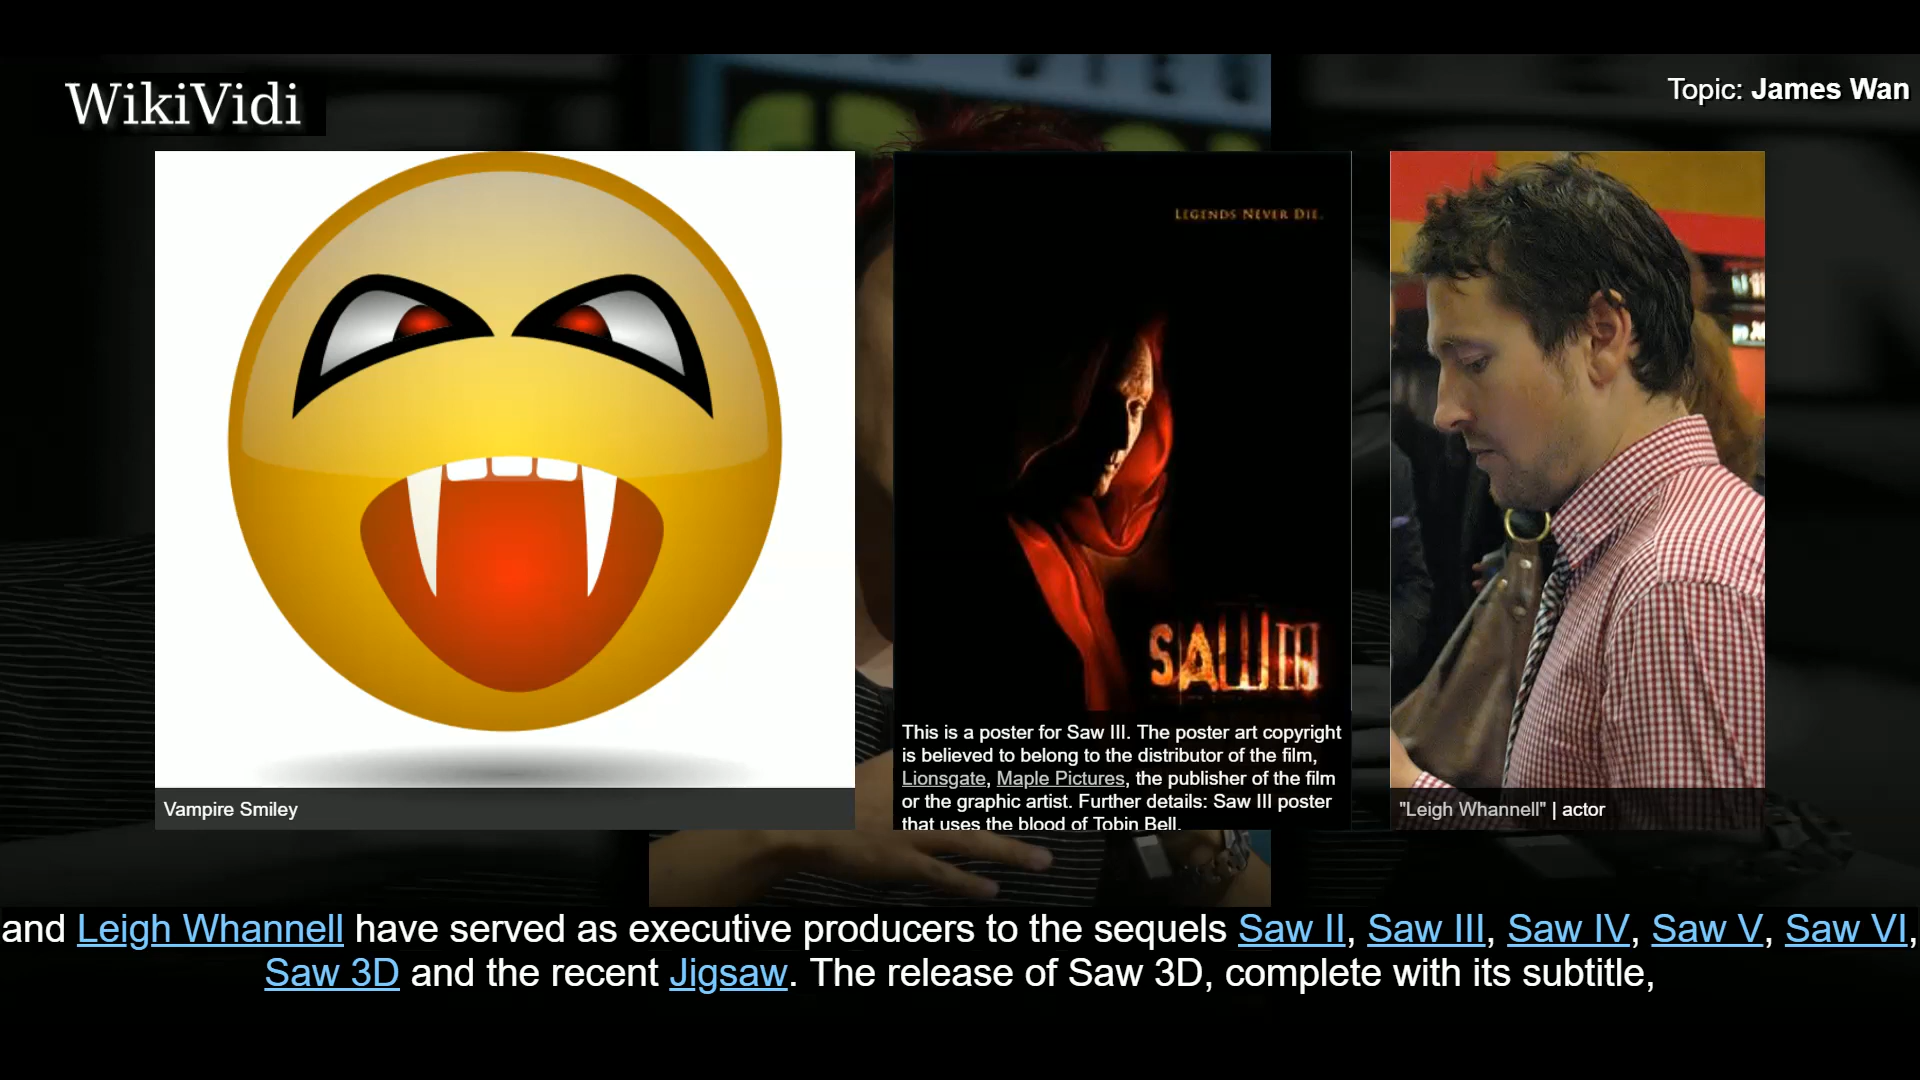 WikiVidi
Topic: James Wan
LEGENDS NEVER DIE.
SAW III
Vampire Smiley
This is a poster for Saw III. The poster art copyright
is believed to belong to the distributor of the film,
Lionsgate, Maple Pictures, the publisher of the film
or the graphic artist. Further details: Saw III poster
that uses the blood of Tobin Bell.
"Leigh Whannell" | actor
and Leigh Whannell have served as executive producers to the sequels Saw II, Saw III, Saw IV, Saw V, Saw VI,
Saw 3D and the recent Jigsaw. The release of Saw 3D, complete with its subtitle,